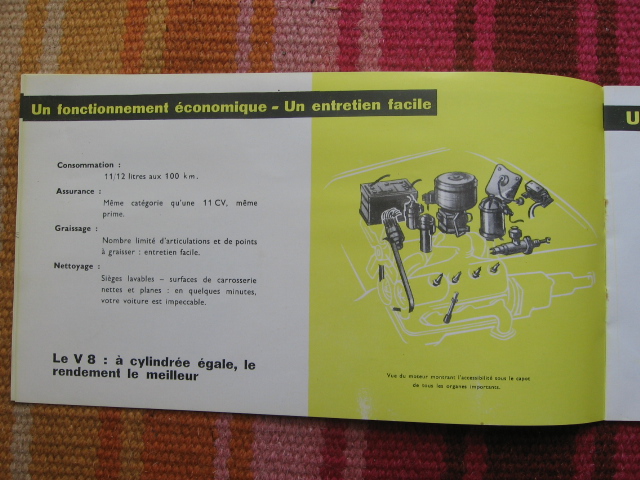 Un fonctionnement économique - Un entretien facile
Consommation :
11/12 litres aux 100 km.
Assurance :
Même catégorie qu'une 11 CV, même
prime.
Graissage :
Nombre limité d'articulations et de points
à graisser : entretien facile.
Nettoyage :
Sièges lavables – surfaces de carrosserie
nettes et planes : en quelques minutes,
votre voiture est impeccable.
Le V 8 : à cylindrée égale, le
rendement le meilleur
Vue du moteur montrant l'accessibilité sous le capot
de tous les organes importants.
U